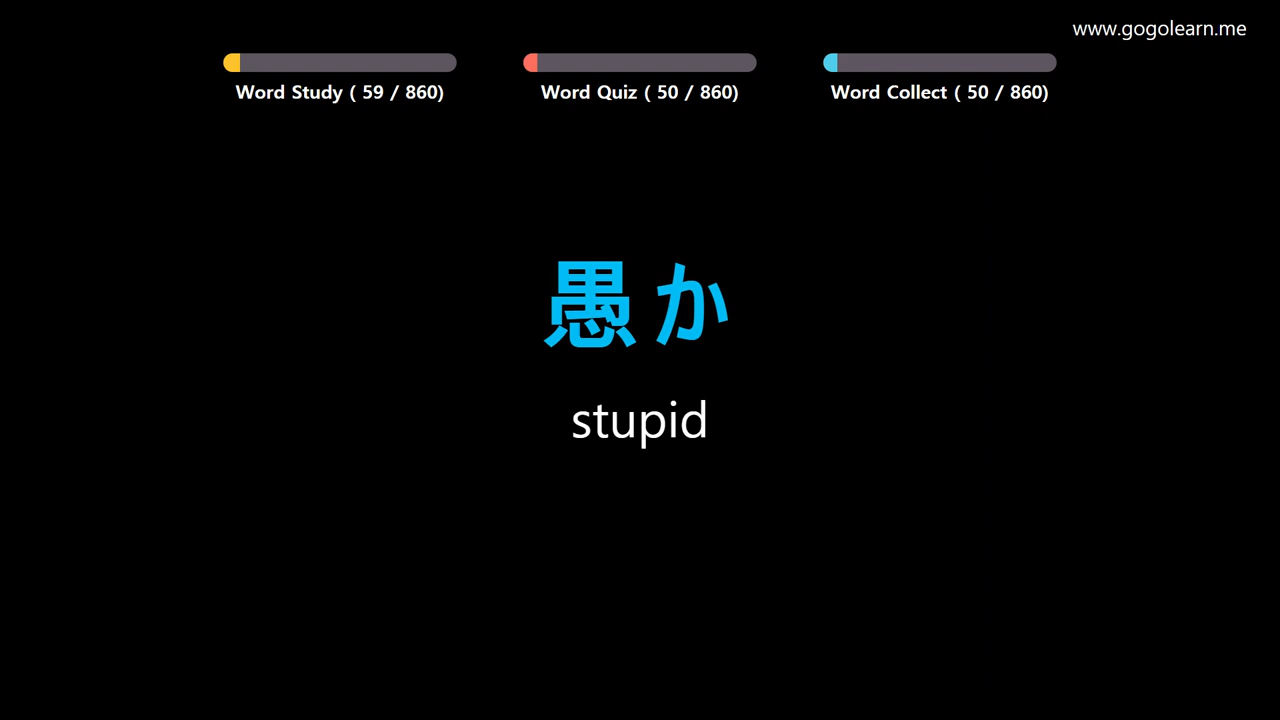 www.gogolearn.me
Word Study ( 59 / 860)
Word Quiz ( 50 / 860)
Word Collect ( 50 / 860)
愚か
stupid